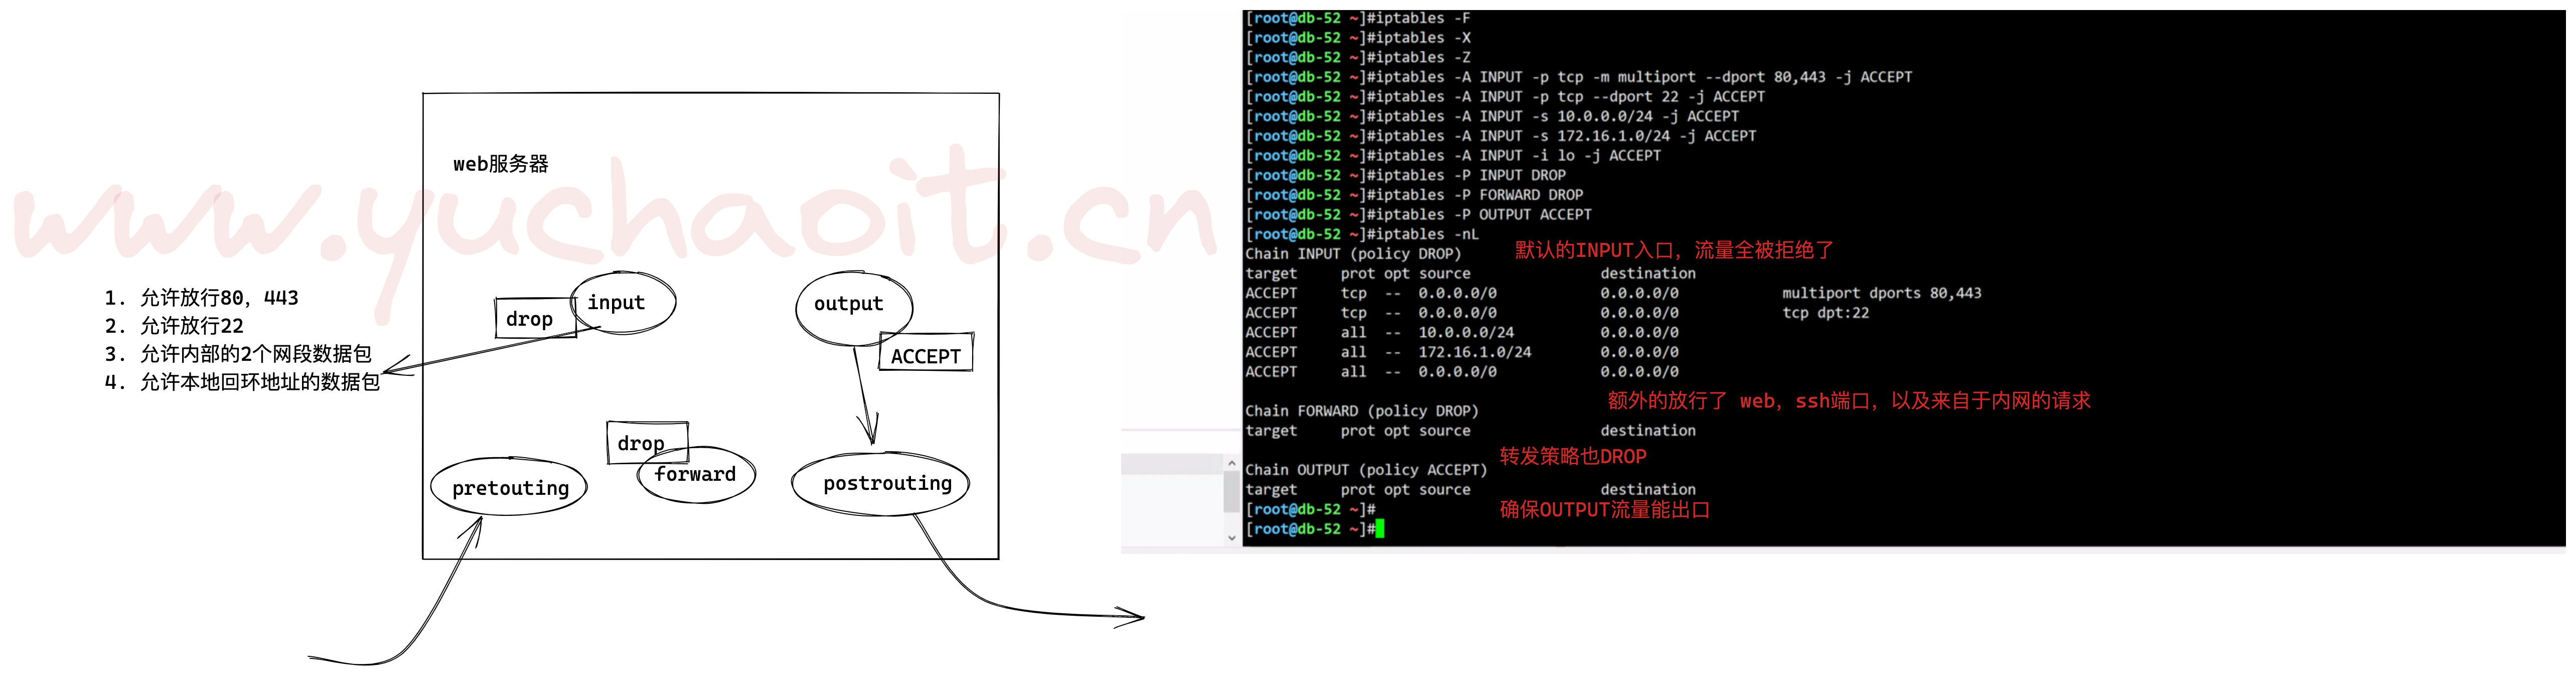 www.yuchaoit.cn
web服务器
input
drop
output
ACCEPT
1. 允许放行80，443
2. 允许放行22
3. 允许内部的2个网段数据包
4. 允许本地回环地址的数据包
drop
forward
pretouting
postrouting
[root@db-52 ~]#iptables -F
[root@db-52 ~]#iptables -X
[root@db-52 ~]#iptables -Z
[root@db-52 ~]#iptables -A INPUT -p tcp -m multiport --dport 80,443 -j ACCEPT
[root@db-52 ~]#iptables -A INPUT -p tcp --dport 22 -j ACCEPT
[root@db-52 ~]#iptables -A INPUT -s 10.0.0.0/24 -j ACCEPT
[root@db-52 ~]#iptables -A INPUT -s 172.16.1.0/24 -j ACCEPT
[root@db-52 ~]#iptables -A INPUT -i lo -j ACCEPT
[root@db-52 ~]#iptables -P INPUT DROP
[root@db-52 ~]#iptables -P FORWARD DROP
[root@db-52 ~]#iptables -P OUTPUT ACCEPT
[root@db-52 ~]#iptables -nL
Chain INPUT (policy DROP) 默认的INPUT入口，流量全被拒绝了
target prot opt source destination
ACCEPT tcp -- 0.0.0.0/0 0.0.0.0/0 multiport dports 80,443
ACCEPT tcp -- 0.0.0.0/0 0.0.0.0/0 tcp dpt:22
ACCEPT all -- 10.0.0.0/24 0.0.0.0/0
ACCEPT all -- 172.16.1.0/24 0.0.0.0/0
ACCEPT all -- 0.0.0.0/0 0.0.0.0/0
额外的放行了 web，ssh端口，以及来自于内网的请求
Chain FORWARD (policy DROP)
target prot opt source destination
转发策略也DROP
Chain OUTPUT (policy ACCEPT)
target prot opt source destination
[root@db-52 ~]# 确保OUTPUT流量能出口
[root@db-52 ~]#